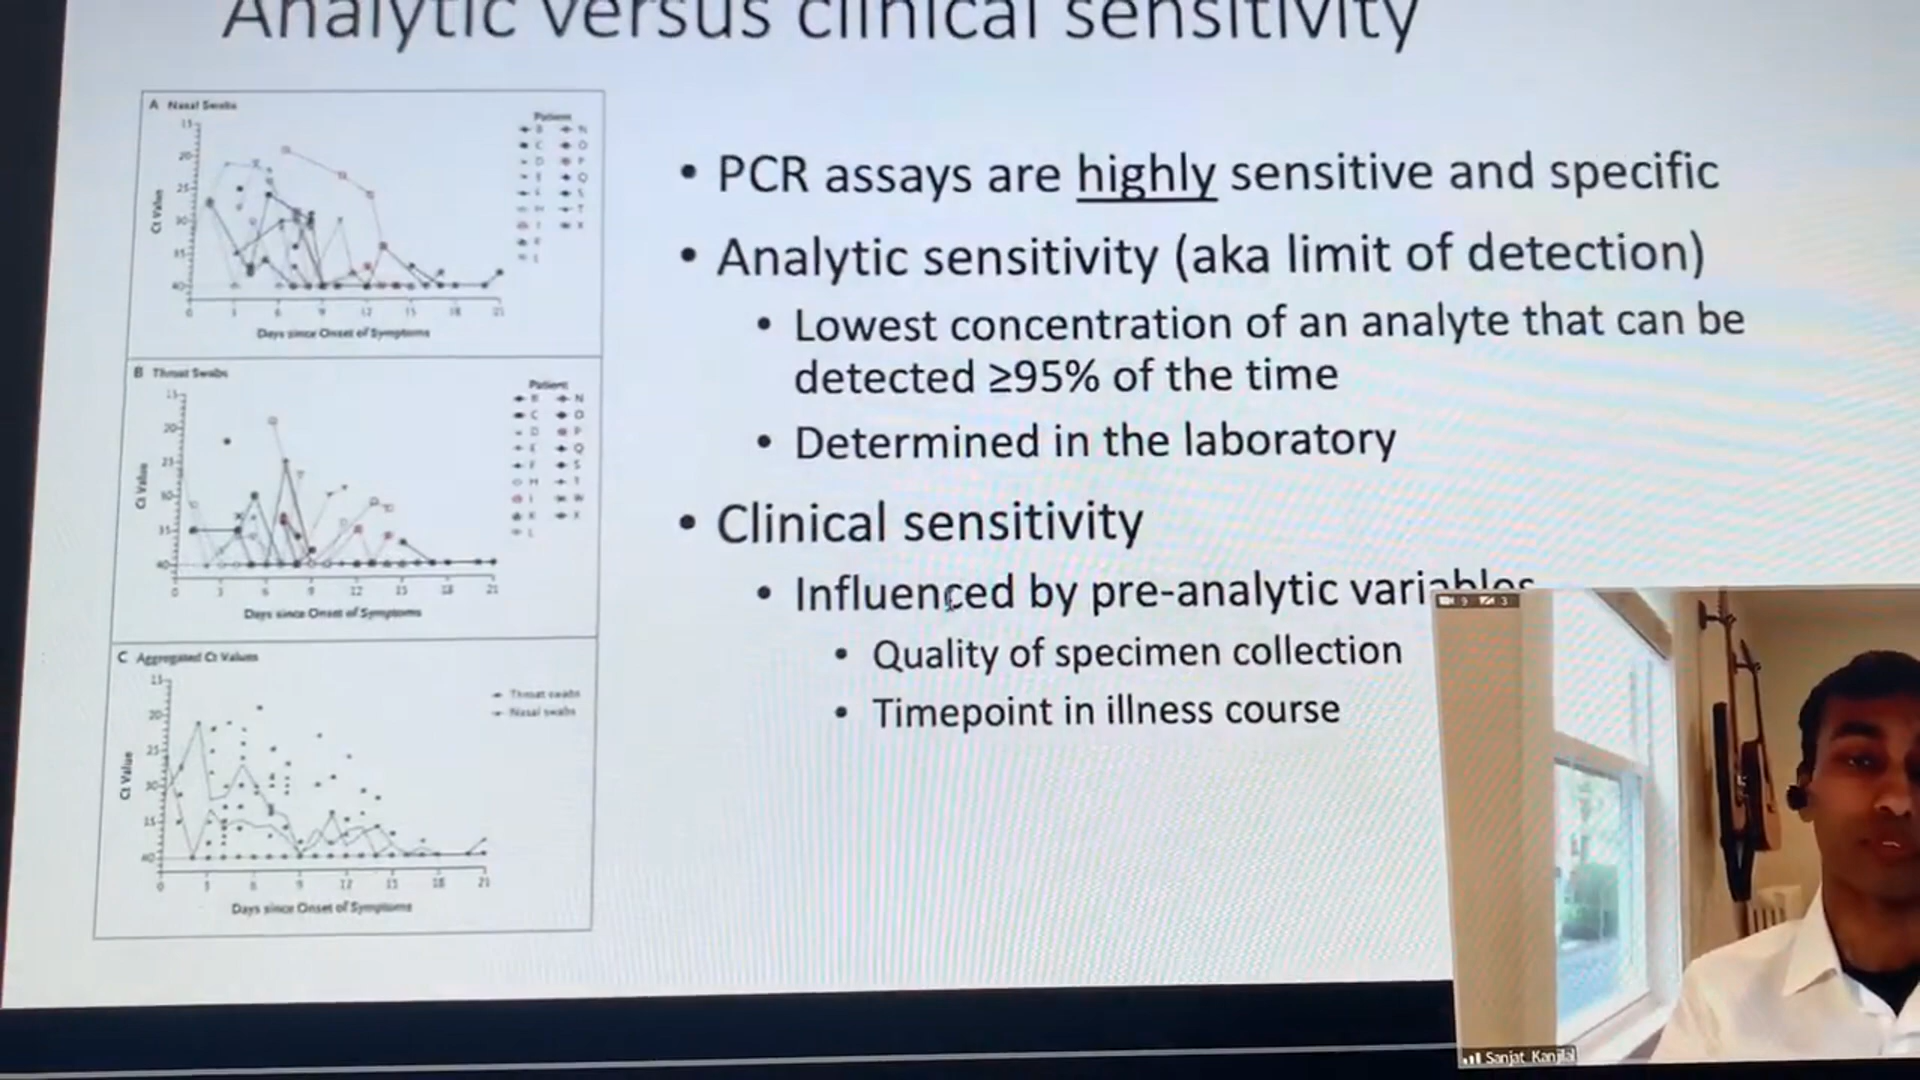 Analytic versus clinical sensitivity
A Nasal Swabs
Patient
Ct Value
Days since Onset of Symptoms
B Throat Swabs
Patient
Ct Value
Days since Onset of Symptoms
C Aggregated Ct Values
Throat swabs
Nasal swabs
Ct Value
Days since Onset of Symptoms
• PCR assays are highly sensitive and specific
• Analytic sensitivity (aka limit of detection)
• Lowest concentration of an analyte that can be
detected ≥95% of the time
• Determined in the laboratory
• Clinical sensitivity
• Influenced by pre-analytic variables
• Quality of specimen collection
• Timepoint in illness course
Sanjat Kanjilal